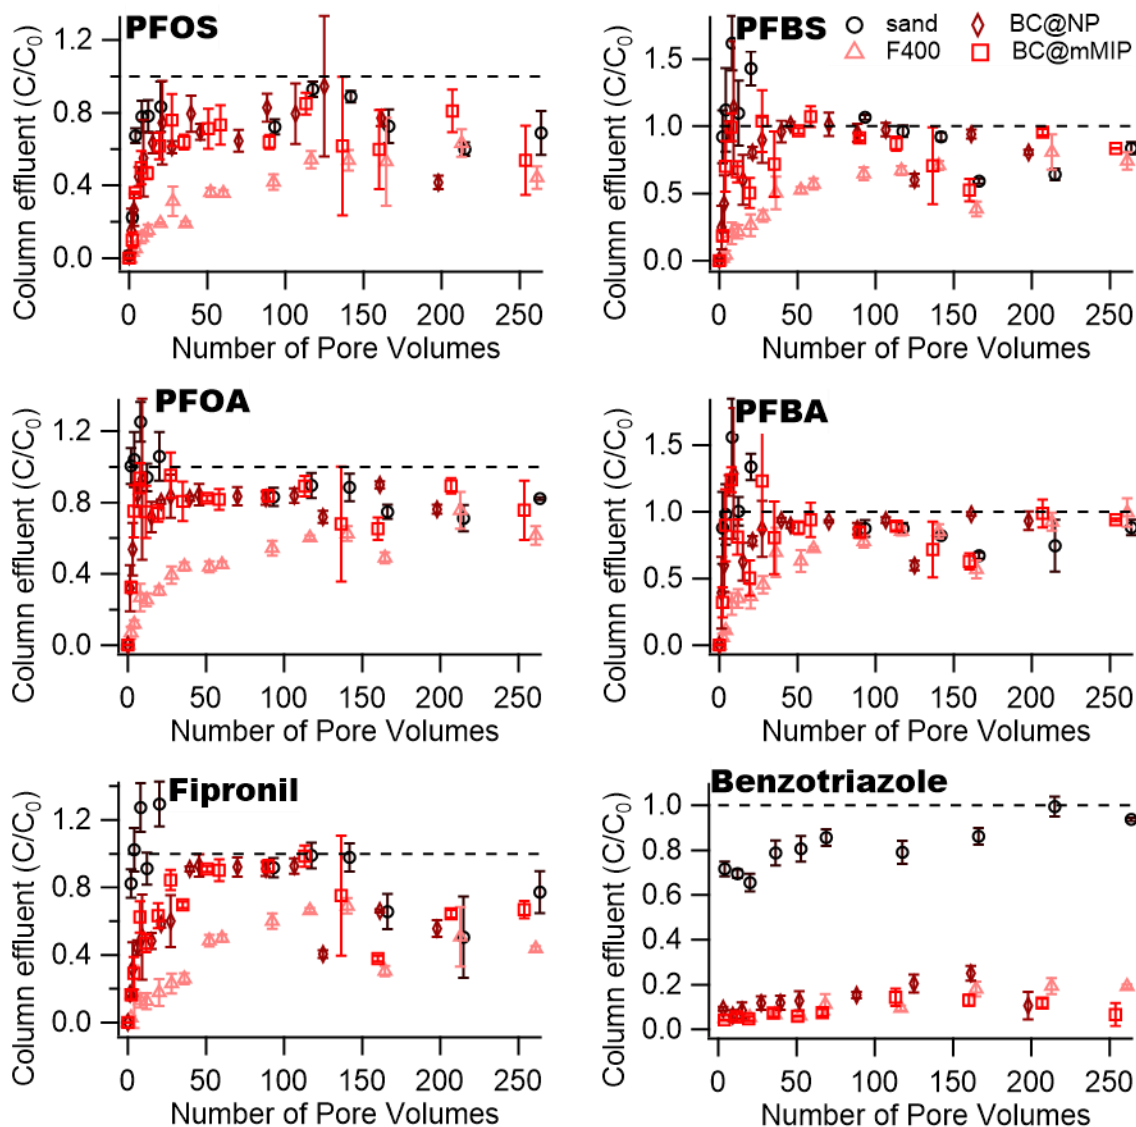 PFOS
Column effluent (C/C0)
1.2
0.8
0.4
0.0
0 50 100 150 200 250
Number of Pore Volumes
PFBS
sand
BC@NP
F400
BC@mMIP
Column effluent (C/C0)
1.5
1.0
0.5
0.0
0 50 100 150 200 250
Number of Pore Volumes
PFOA
Column effluent (C/C0)
1.2
0.8
0.4
0.0
0 50 100 150 200 250
Number of Pore Volumes
PFBA
Column effluent (C/C0)
1.5
1.0
0.5
0.0
0 50 100 150 200 250
Number of Pore Volumes
Fipronil
Column effluent (C/C0)
1.2
0.8
0.4
0.0
0 50 100 150 200 250
Number of Pore Volumes
Benzotriazole
Column effluent (C/C0)
1.0
0.8
0.6
0.4
0.2
0.0
0 50 100 150 200 250
Number of Pore Volumes